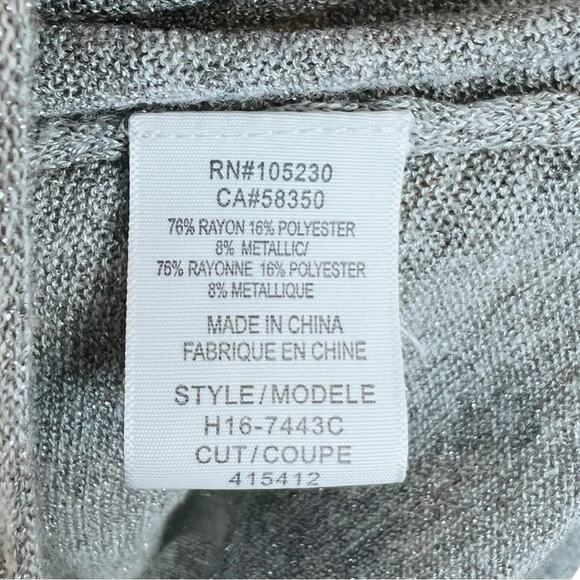 RN#105230
CA#58350
76% RAYON 16% POLYESTER
8% METALLIC/
76% RAYONNE 16% POLYESTER
8% METALLIQUE
MADE IN CHINA
FABRIQUE EN CHINE
STYLE/MODELE
H16-7443C
CUT/COUPE
415412